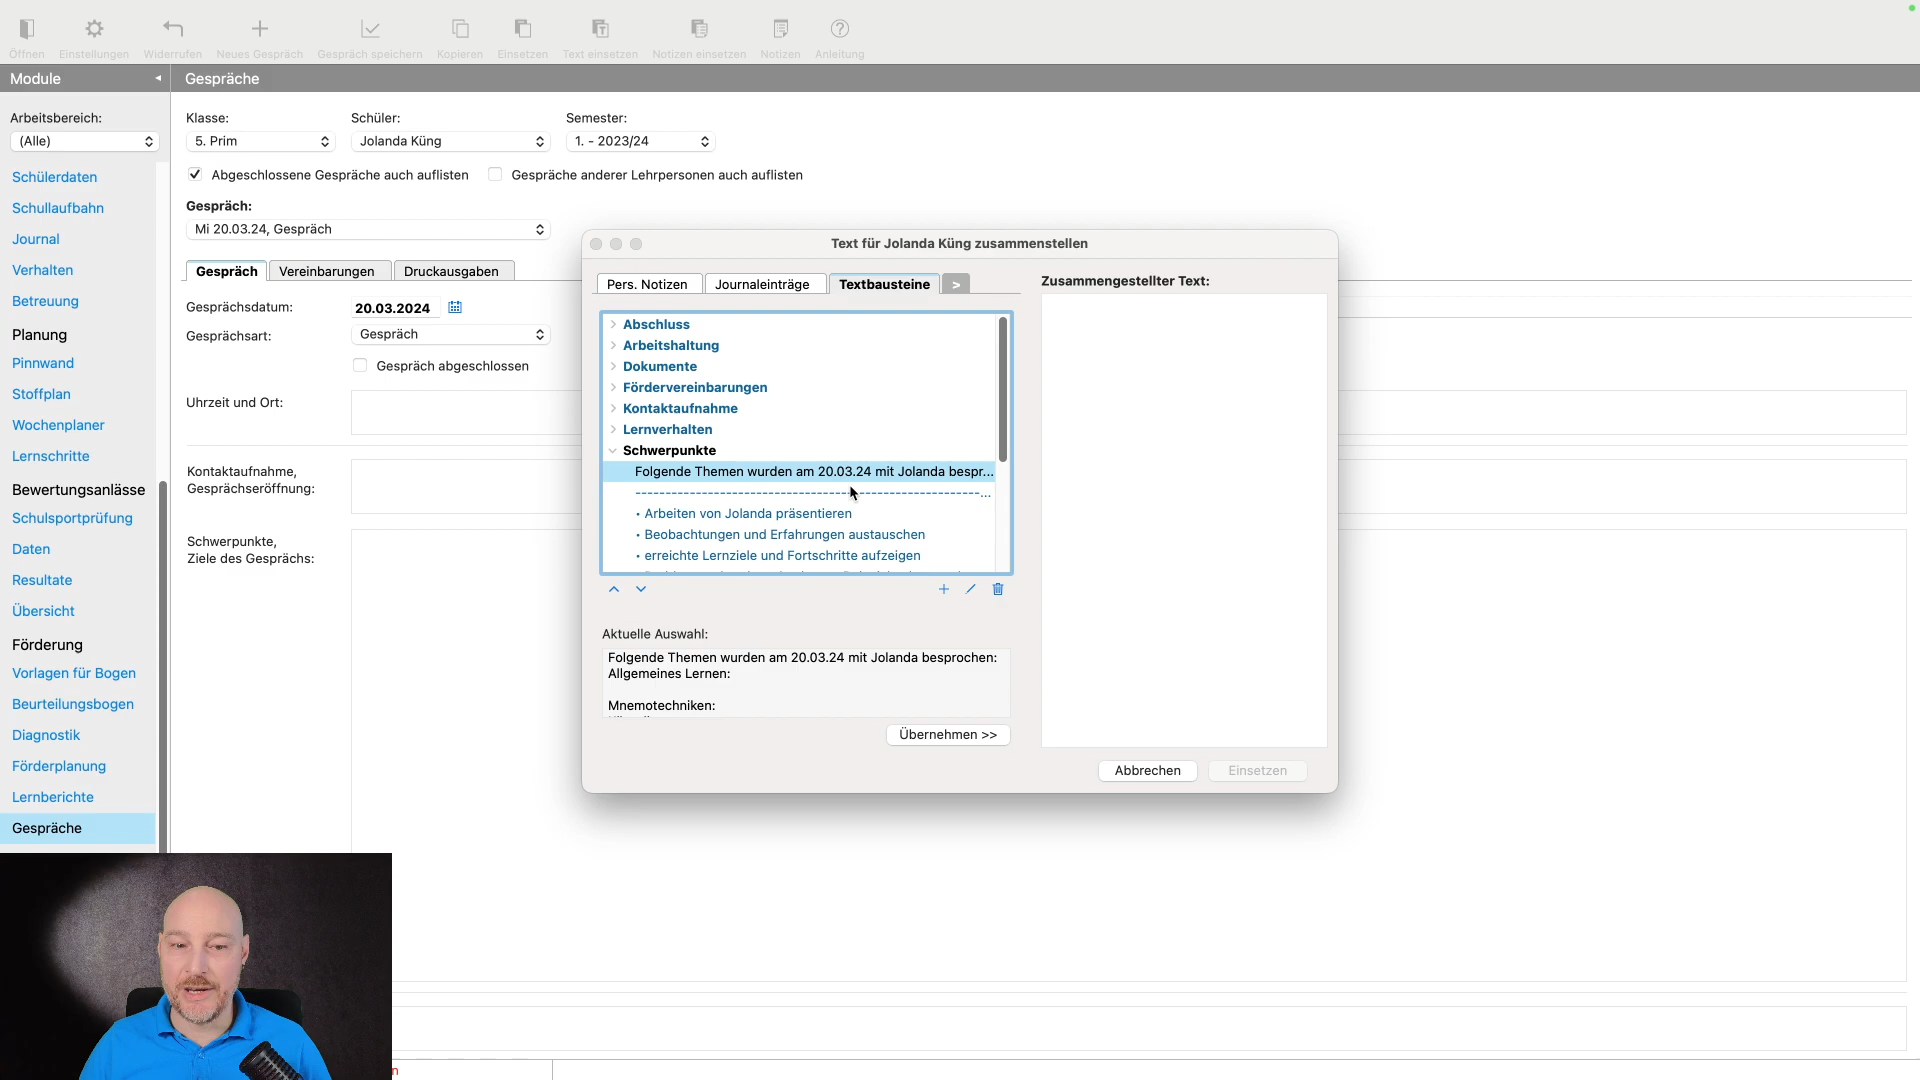 Öffnen
Einstellungen
Widerrufen
Neues Gespräch
Gespräch speichern
Kopieren
Einsetzen
Text einsetzen
Notizen einsetzen
Notizen
Anleitung
Module
Gespräche
Arbeitsbereich:
(Alle)
Schülerdaten
Schullaufbahn
Journal
Verhalten
Betreuung
Planung
Pinnwand
Stoffplan
Wochenplaner
Lernschritte
Bewertungsanlässe
Schulsportprüfung
Daten
Resultate
Übersicht
Förderung
Vorlagen für Bogen
Beurteilungsbogen
Diagnostik
Förderplanung
Lernberichte
Gespräche
Klasse:
5. Prim
Schüler:
Jolanda Küng
Semester:
1. - 2023/24
Abgeschlossene Gespräche auch auflisten
Gespräche anderer Lehrpersonen auch auflisten
Gespräch:
Mi 20.03.24, Gespräch
Gespräch
Vereinbarungen
Druckausgaben
Gesprächsdatum:
20.03.2024
Gesprächsart:
Gespräch
Gespräch abgeschlossen
Uhrzeit und Ort:
Kontaktaufnahme,
Gesprächseröffnung:
Schwerpunkte,
Ziele des Gesprächs:
Text für Jolanda Küng zusammenstellen
Pers. Notizen
Journaleinträge
Textbausteine
>
Abschluss
Arbeitshaltung
Dokumente
Fördervereinbarungen
Kontaktaufnahme
Lernverhalten
Schwerpunkte
Folgende Themen wurden am 20.03.24 mit Jolanda bespr...
------------------------------------------------------------...
• Arbeiten von Jolanda präsentieren
• Beobachtungen und Erfahrungen austauschen
• erreichte Lernziele und Fortschritte aufzeigen
Aktuelle Auswahl:
Folgende Themen wurden am 20.03.24 mit Jolanda besprochen:
Allgemeines Lernen:
Mnemotechniken:
Übernehmen >>
Zusammengestellter Text:
Abbrechen
Einsetzen